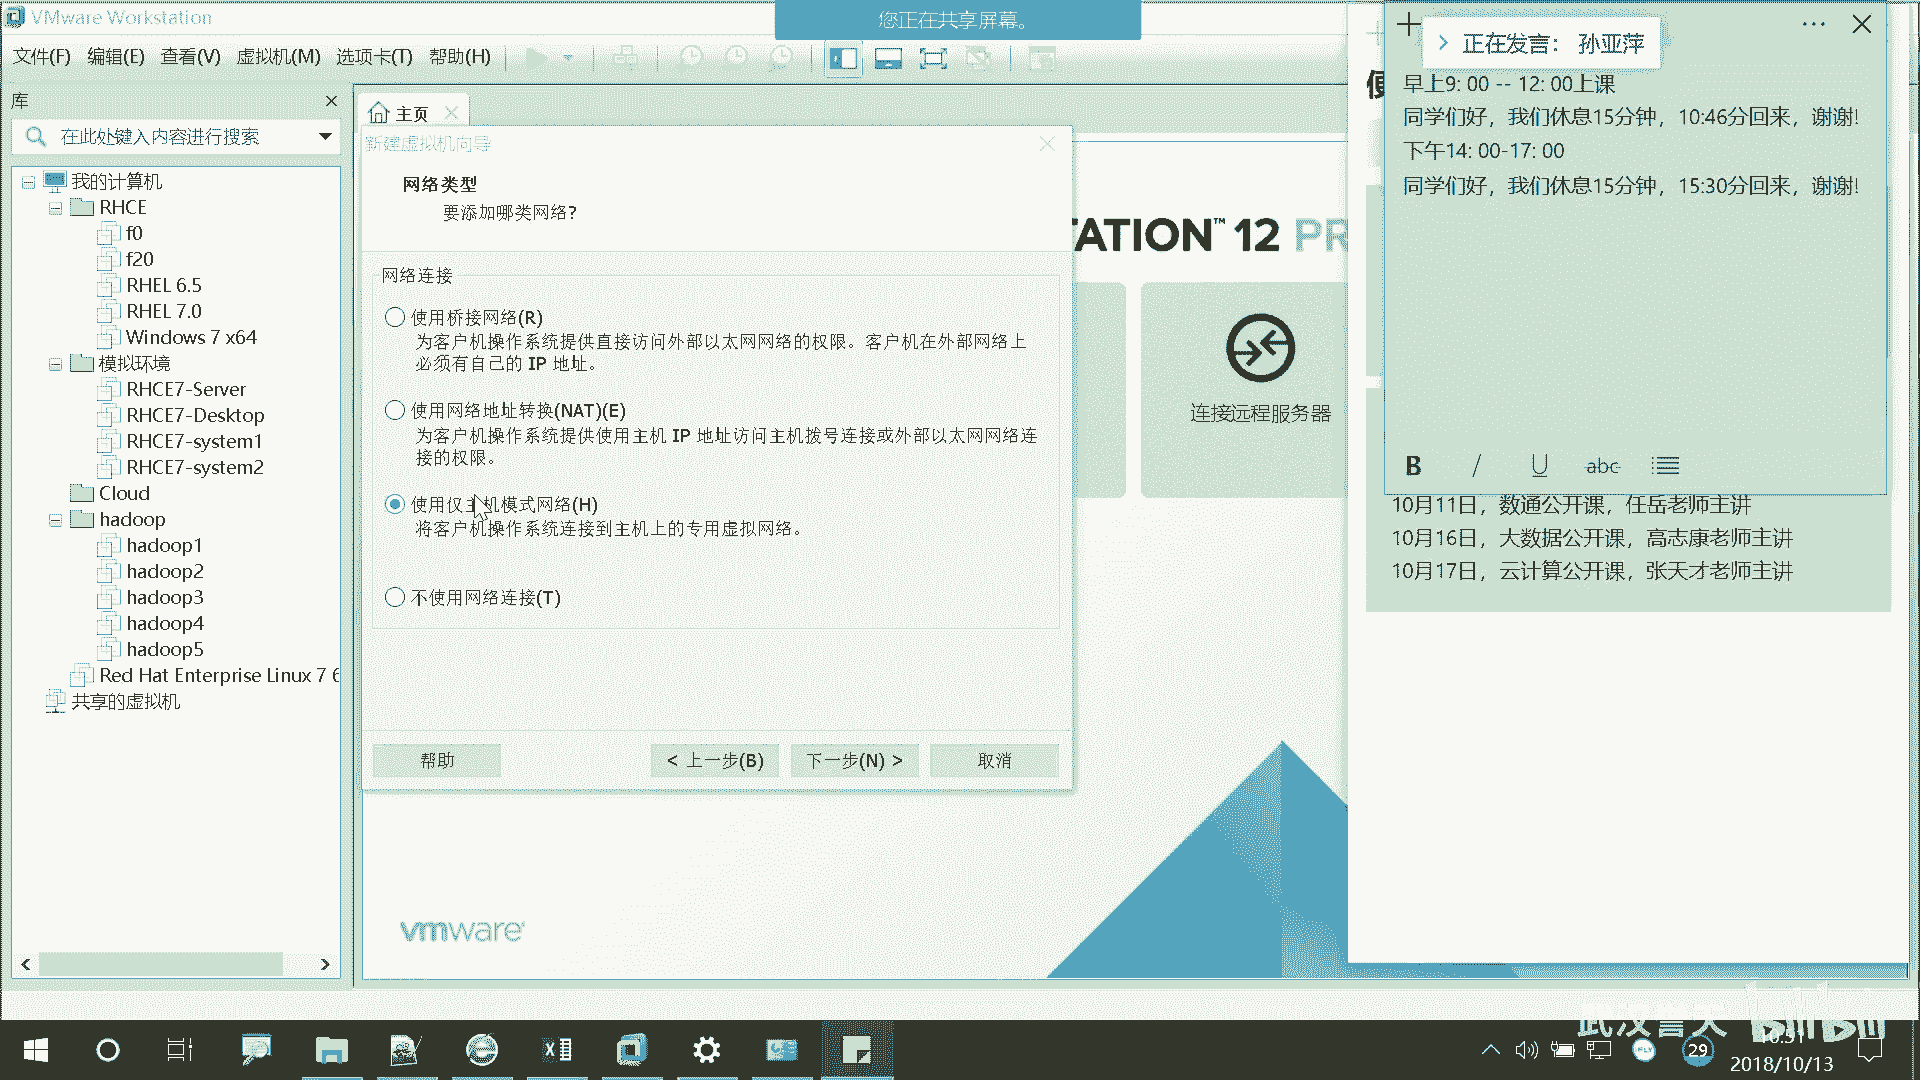 VMware Workstation
您正在共享屏幕。
文件(F) 编辑(E) 查看(V) 虚拟机(M) 选项卡(T) 帮助(H)
库
在此处键入内容进行搜索
我的计算机
RHCE
f0
f20
RHEL 6.5
RHEL 7.0
Windows 7 x64
模拟环境
RHCE7-Server
RHCE7-Desktop
RHCE7-system1
RHCE7-system2
Cloud
hadoop
hadoop1
hadoop2
hadoop3
hadoop4
hadoop5
Red Hat Enterprise Linux 7 6
共享的虚拟机
主页
新建虚拟机向导
网络类型
要添加哪类网络?
网络连接
使用桥接网络(R)
为客户机操作系统提供直接访问外部以太网网络的权限。客户机在外部网络上
必须有自己的 IP 地址。
使用网络地址转换(NAT)(E)
为客户机操作系统提供使用主机 IP 地址访问主机拨号连接或外部以太网网络连
接的权限。
使用仅主机模式网络(H)
将客户机操作系统连接到主机上的专用虚拟网络。
不使用网络连接(T)
帮助
< 上一步(B)
下一步(N) >
取消
TATION™ 12 PR
连接远程服务器
vmware
正在发言: 孙亚萍
早上9: 00 -- 12: 00上课
同学们好，我们休息15分钟，10:46分回来，谢谢!
下午14: 00-17: 00
同学们好，我们休息15分钟，15:30分回来，谢谢!
B / U abc
10月11日，数通公开课，任岳老师主讲
10月16日，大数据公开课，高志康老师主讲
10月17日，云计算公开课，张天才老师主讲
武汉誉天 bilibili
29
2018/10/13